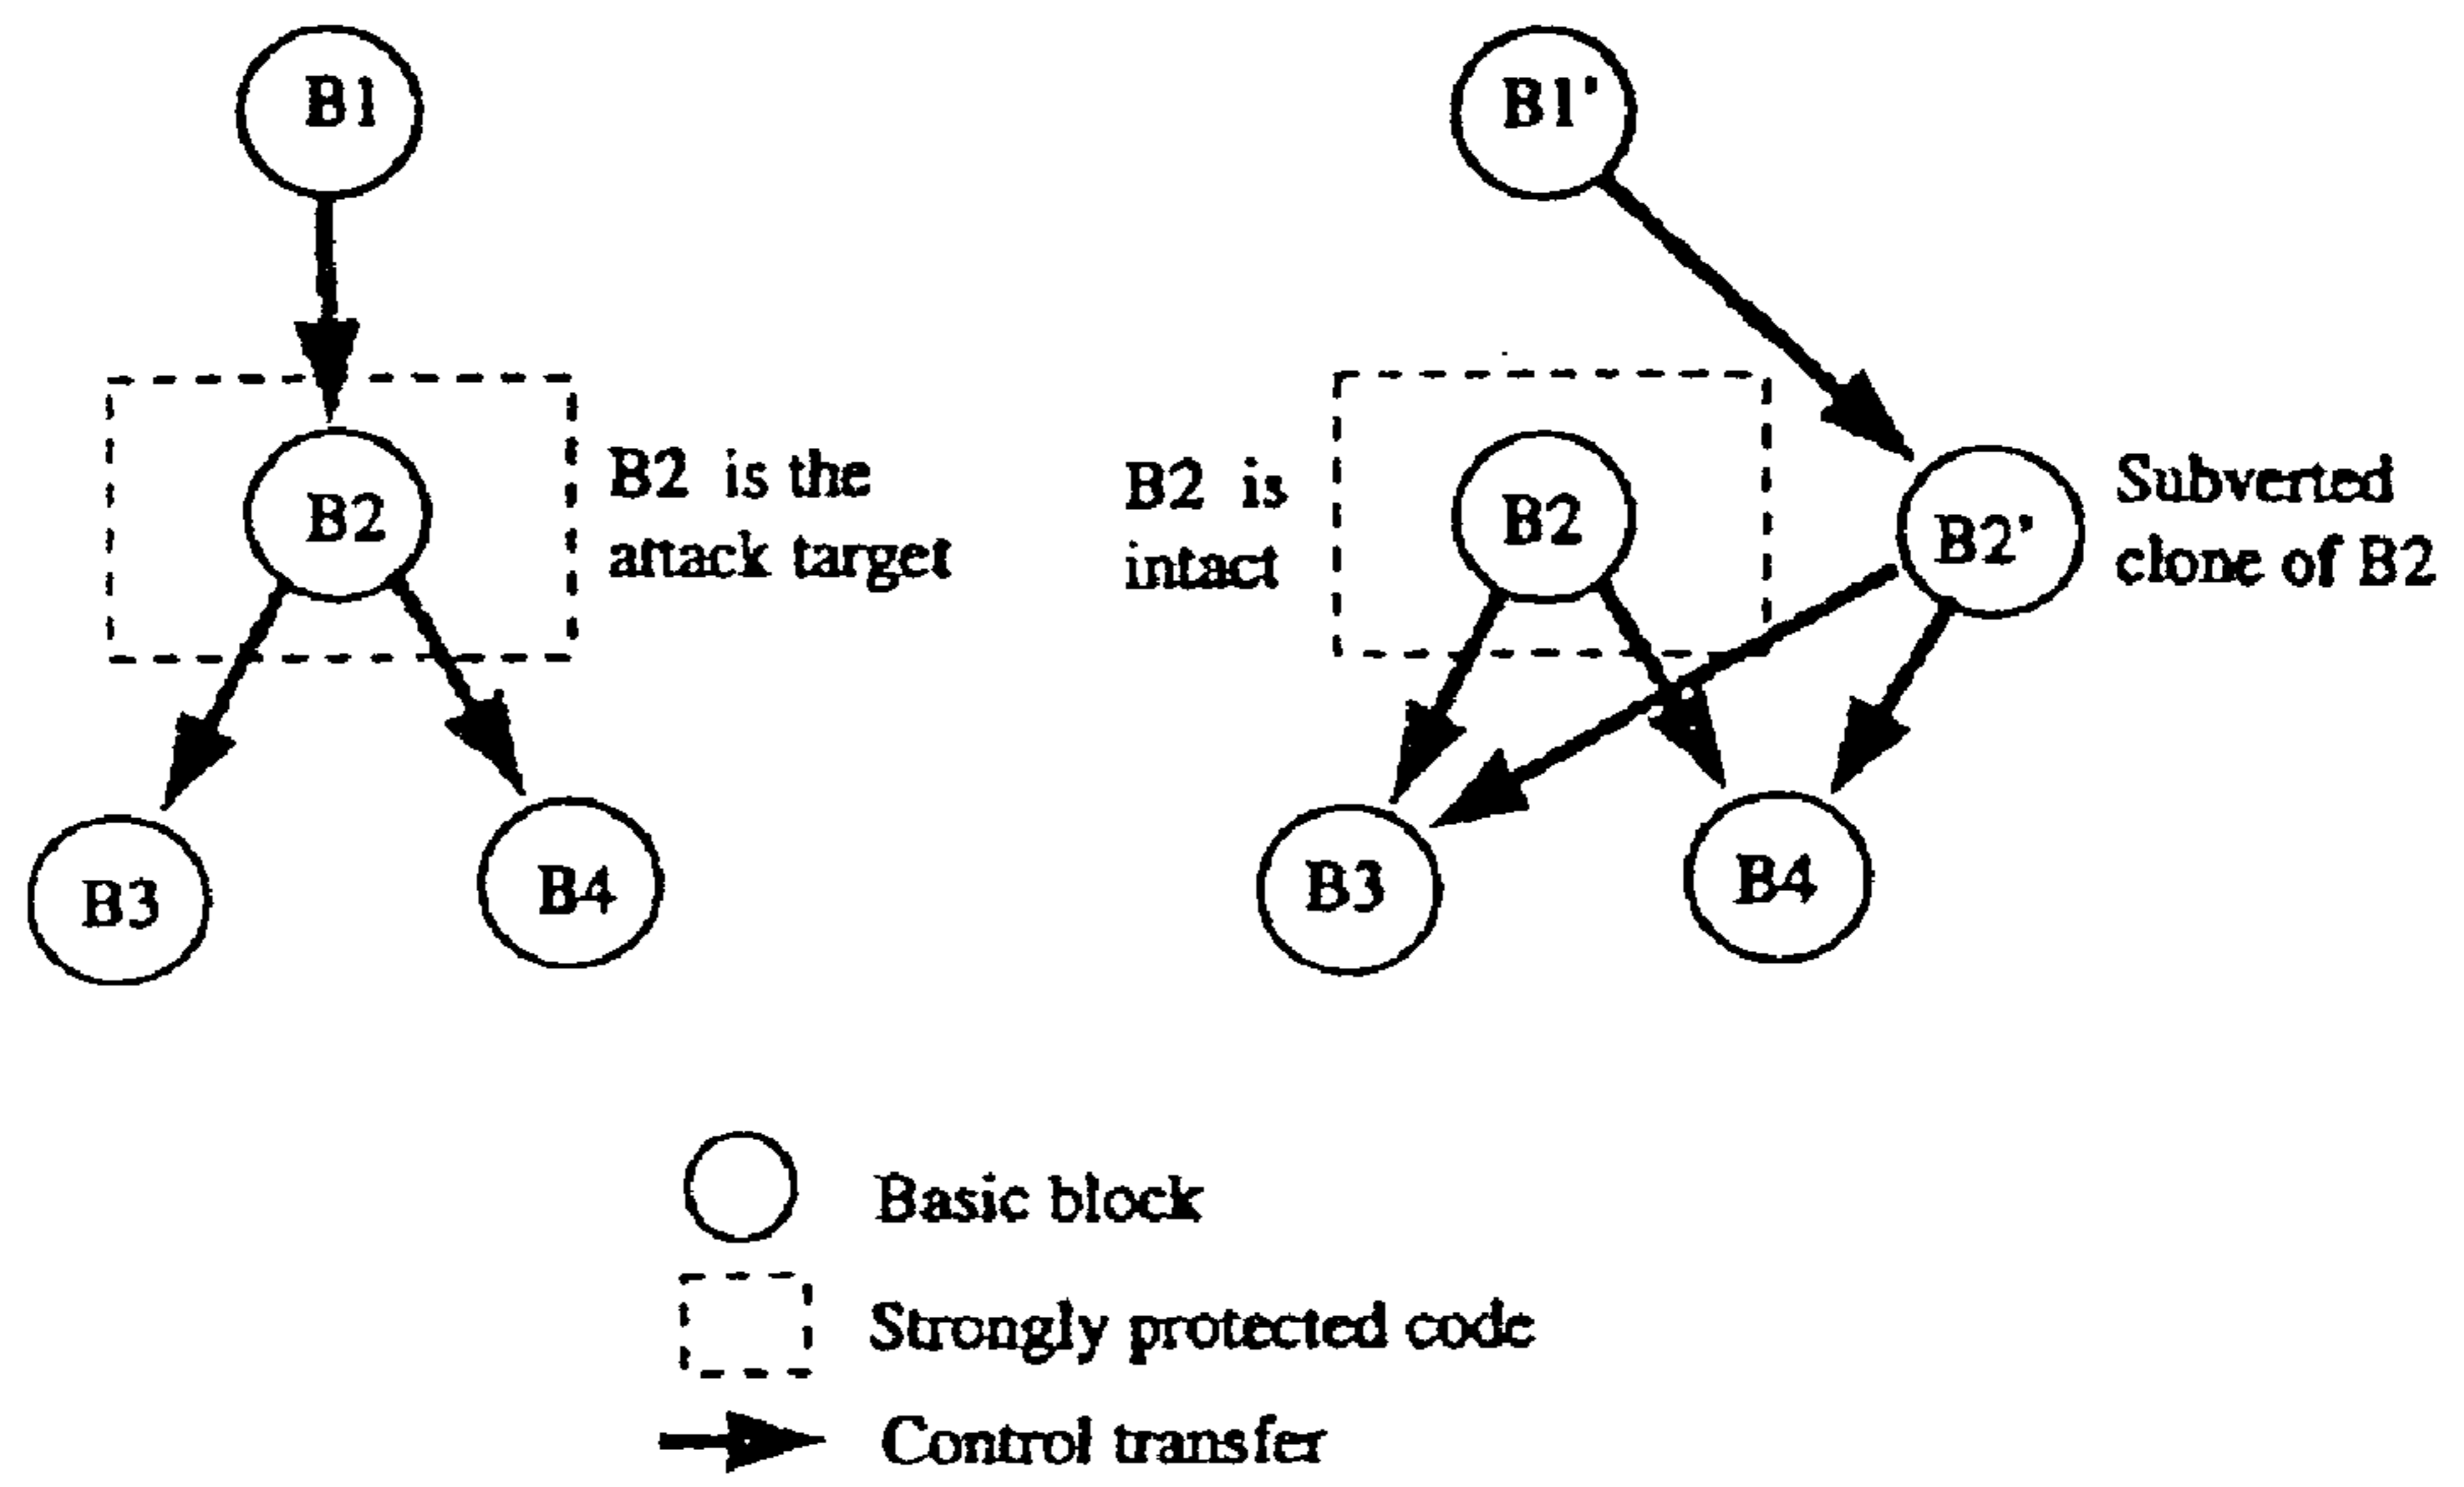 B1
B1'
B2
B2 is the
attack target
B2 is
intact
B2
B2'
Subverted
clone of B2
B3
B4
B3
B4
Basic block
Strongly protected code
Control transfer